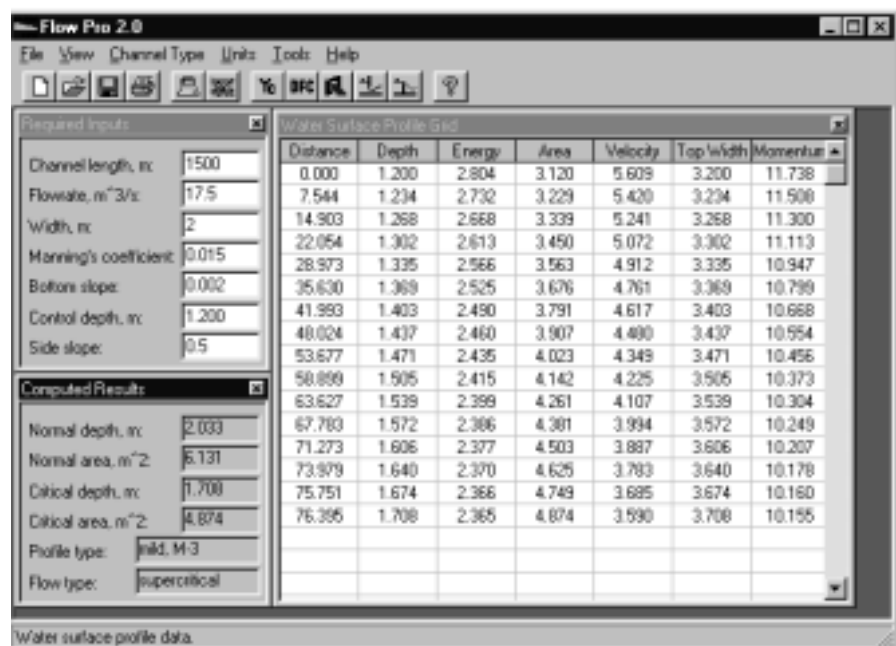 Flow Pro 2.0
File View Channel Type Units Tools Help
Yo
Required Inputs
Channel length, m: 1500
Flowrate, m^3/s: 17.5
Width, m: 2
Manning's coefficient: 0.015
Bottom slope: 0.002
Control depth, m: 1.200
Side slope: 0.5
Computed Results
Normal depth, m: 2.033
Normal area, m^2: 6.131
Critical depth, m: 1.708
Critical area, m^2: 4.874
Profile type: mild, M-3
Flow type: supercritical
Water Surface Profile Grid
Distance Depth Energy Area Velocity Top Width Momentum
0.000 1.200 2.804 3.120 5.609 3.200 11.738
7.544 1.234 2.732 3.229 5.420 3.234 11.508
14.903 1.268 2.668 3.339 5.241 3.268 11.300
22.054 1.302 2.613 3.450 5.072 3.302 11.113
28.973 1.335 2.566 3.563 4.912 3.335 10.947
35.630 1.369 2.525 3.676 4.761 3.369 10.799
41.993 1.403 2.490 3.791 4.617 3.403 10.668
48.024 1.437 2.460 3.907 4.480 3.437 10.554
53.677 1.471 2.435 4.023 4.349 3.471 10.456
58.899 1.505 2.415 4.142 4.225 3.505 10.373
63.627 1.539 2.399 4.261 4.107 3.539 10.304
67.783 1.572 2.386 4.381 3.994 3.572 10.249
71.273 1.606 2.377 4.503 3.887 3.606 10.207
73.979 1.640 2.370 4.625 3.783 3.640 10.178
75.751 1.674 2.366 4.749 3.685 3.674 10.160
76.395 1.708 2.365 4.874 3.590 3.708 10.155
Water surface profile data.